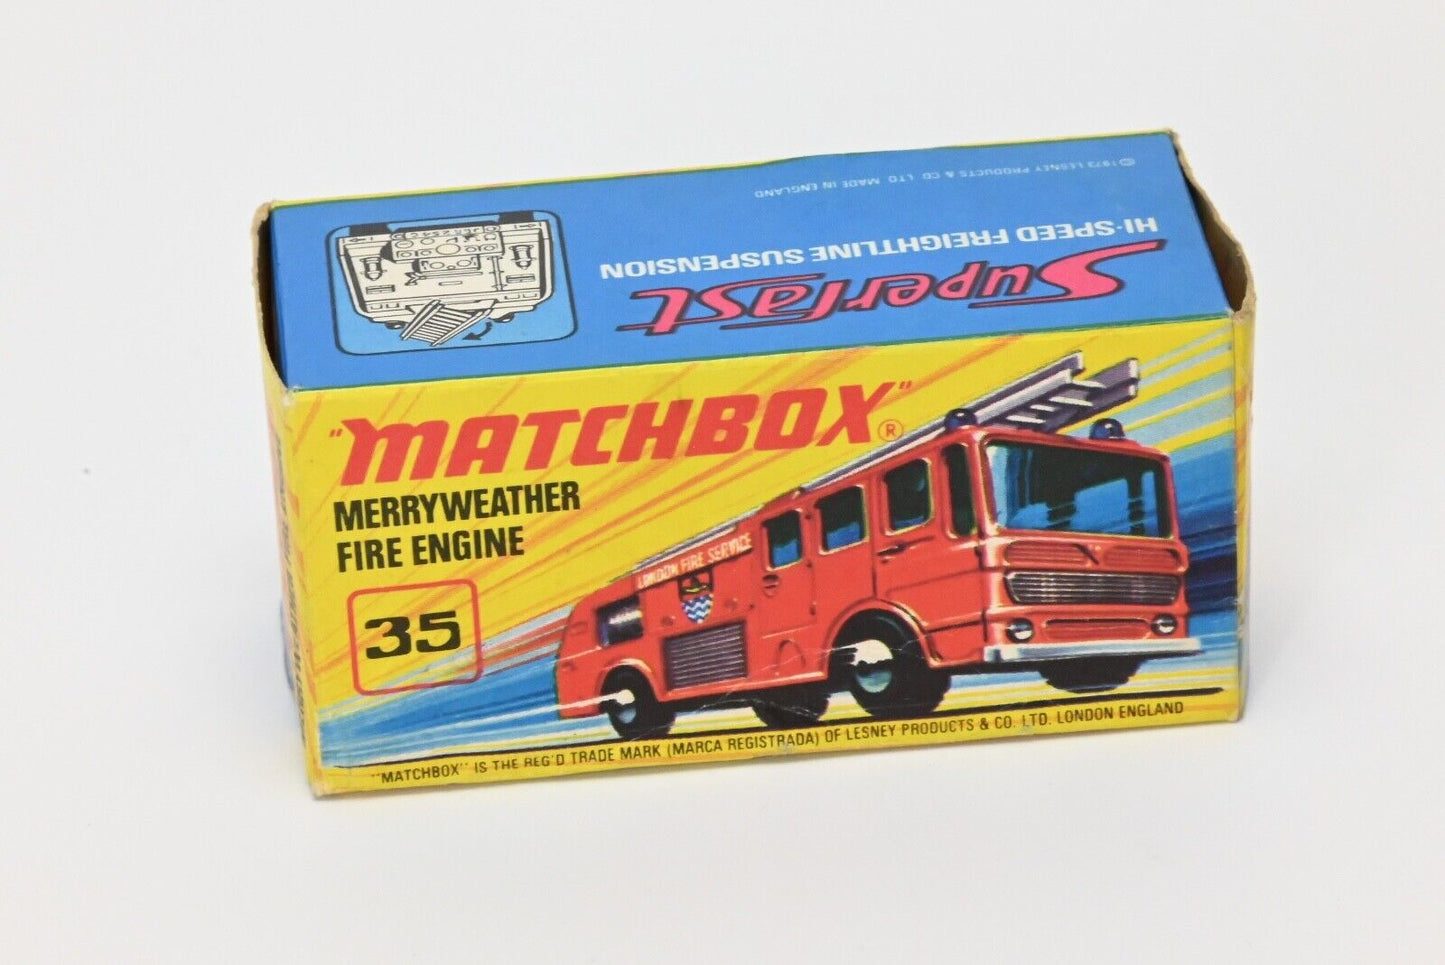 ©1973 LESNEY PRODUCTS & CO LTD MADE IN ENGLAND
HI-SPEED FREIGHTLINE SUSPENSION
Superfast
"MATCHBOX"®
MERRYWEATHER
FIRE ENGINE
35
LONDON FIRE SERVICE
"MATCHBOX" IS THE REG'D TRADE MARK (MARCA REGISTRADA) OF LESNEY PRODUCTS & CO. LTD. LONDON ENGLAND